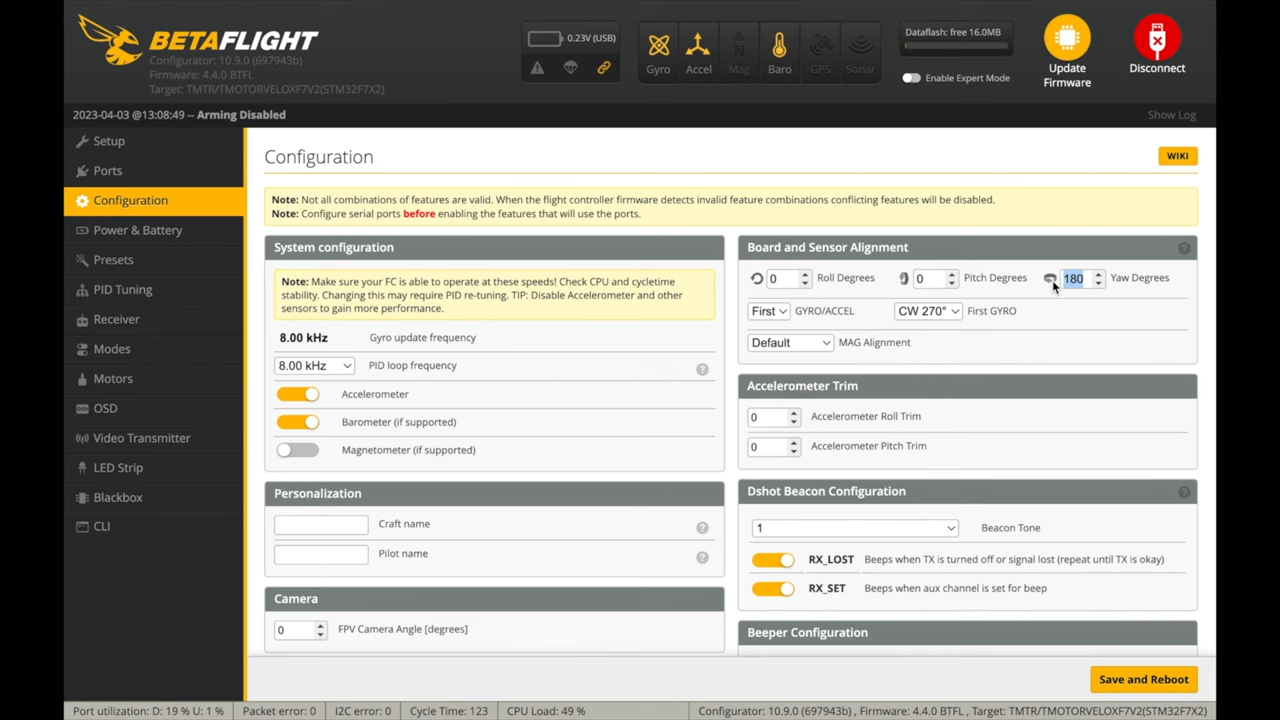 BETAFLIGHT
Configurator: 10.9.0 (697943b)
Firmware: 4.4.0 BTFL
Target: TMTR/TMOTORVELOXF7V2(STM32F7X2)
0.23V (USB)
Gyro
Accel
Mag
Baro
GPS
Sonar
Dataflash: free 16.0MB
Enable Expert Mode
Update
Firmware
Disconnect
2023-04-03 @13:08:49 -- Arming Disabled
Show Log
Setup
Ports
Configuration
Power & Battery
Presets
PID Tuning
Receiver
Modes
Motors
OSD
Video Transmitter
LED Strip
Blackbox
CLI
Configuration
WIKI
Note: Not all combinations of features are valid. When the flight controller firmware detects invalid feature combinations conflicting features will be disabled.
Note: Configure serial ports before enabling the features that will use the ports.
System configuration
Note: Make sure your FC is able to operate at these speeds! Check CPU and cycletime
stability. Changing this may require PID re-tuning. TIP: Disable Accelerometer and other
sensors to gain more performance.
8.00 kHz Gyro update frequency
8.00 kHz PID loop frequency
Accelerometer
Barometer (if supported)
Magnetometer (if supported)
Personalization
Craft name
Pilot name
Camera
0 FPV Camera Angle [degrees]
Board and Sensor Alignment
0 Roll Degrees 0 Pitch Degrees 180 Yaw Degrees
First GYRO/ACCEL CW 270° First GYRO
Default MAG Alignment
Accelerometer Trim
0 Accelerometer Roll Trim
0 Accelerometer Pitch Trim
Dshot Beacon Configuration
1 Beacon Tone
RX_LOST Beeps when TX is turned off or signal lost (repeat until TX is okay)
RX_SET Beeps when aux channel is set for beep
Beeper Configuration
Save and Reboot
Port utilization: D: 19 % U: 1 % Packet error: 0 I2C error: 0 Cycle Time: 123 CPU Load: 49 % Configurator: 10.9.0 (697943b) , Firmware: 4.4.0 BTFL , Target: TMTR/TMOTORVELOXF7V2(STM32F7X2)